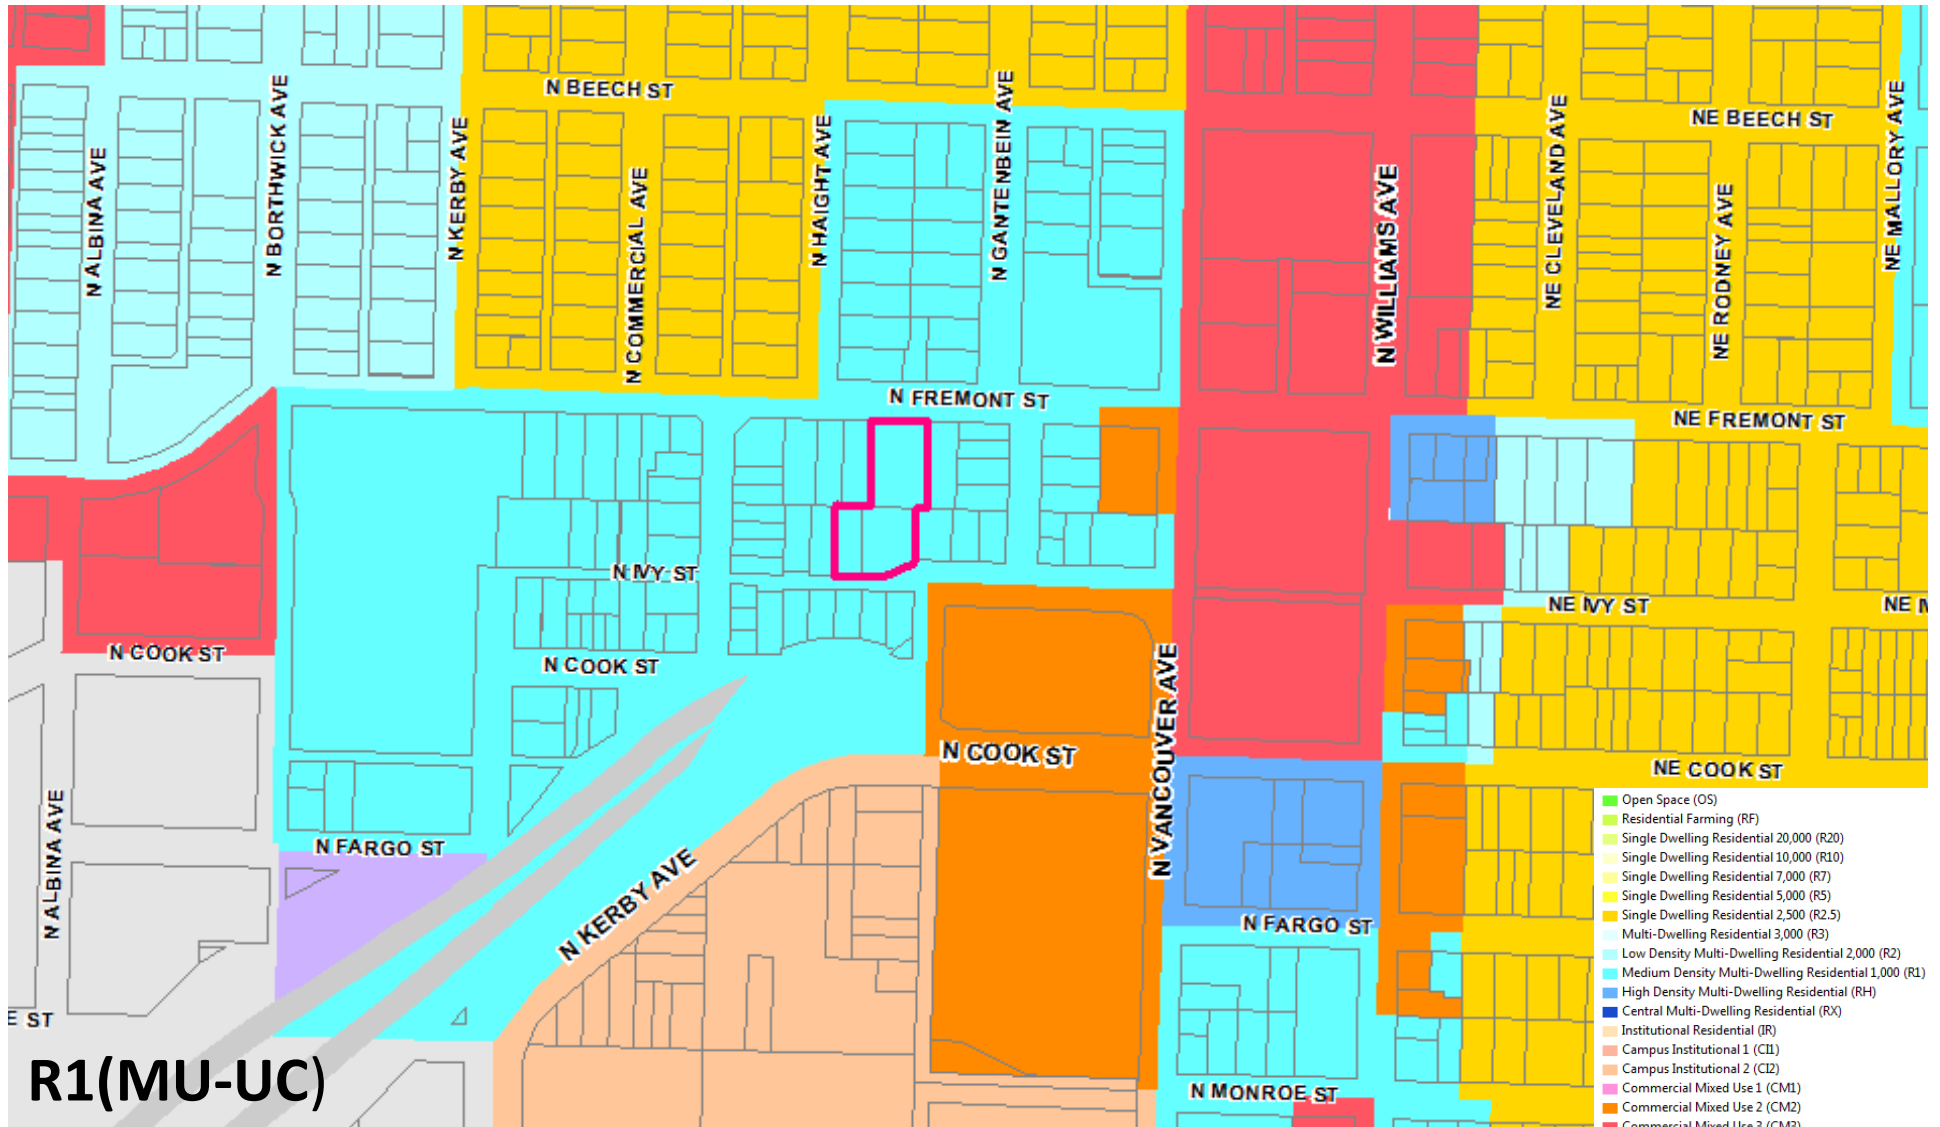 N BEECH ST
NE BEECH ST
N ALBINA AVE
N BORTHWICK AVE
N KERBY AVE
N COMMERCIAL AVE
N HAIGHT AVE
N GANTENBEIN AVE
N WILLIAMS AVE
NE CLEVELAND AVE
NE RODNEY AVE
NE MALLORY AVE
N FREMONT ST
NE FREMONT ST
N IVY ST
NE IVY ST
NE
N COOK ST
N COOK ST
N COOK ST
NE COOK ST
N VANCOUVER AVE
N ALBINA AVE
N FARGO ST
N KERBY AVE
N FARGO ST
E ST
N MONROE ST
R1(MU-UC)
Open Space (OS)
Residential Farming (RF)
Single Dwelling Residential 20,000 (R20)
Single Dwelling Residential 10,000 (R10)
Single Dwelling Residential 7,000 (R7)
Single Dwelling Residential 5,000 (R5)
Single Dwelling Residential 2,500 (R2.5)
Multi-Dwelling Residential 3,000 (R3)
Low Density Multi-Dwelling Residential 2,000 (R2)
Medium Density Multi-Dwelling Residential 1,000 (R1)
High Density Multi-Dwelling Residential (RH)
Central Multi-Dwelling Residential (RX)
Institutional Residential (IR)
Campus Institutional 1 (CI1)
Campus Institutional 2 (CI2)
Commercial Mixed Use 1 (CM1)
Commercial Mixed Use 2 (CM2)
Commercial Mixed Use 3 (CM3)